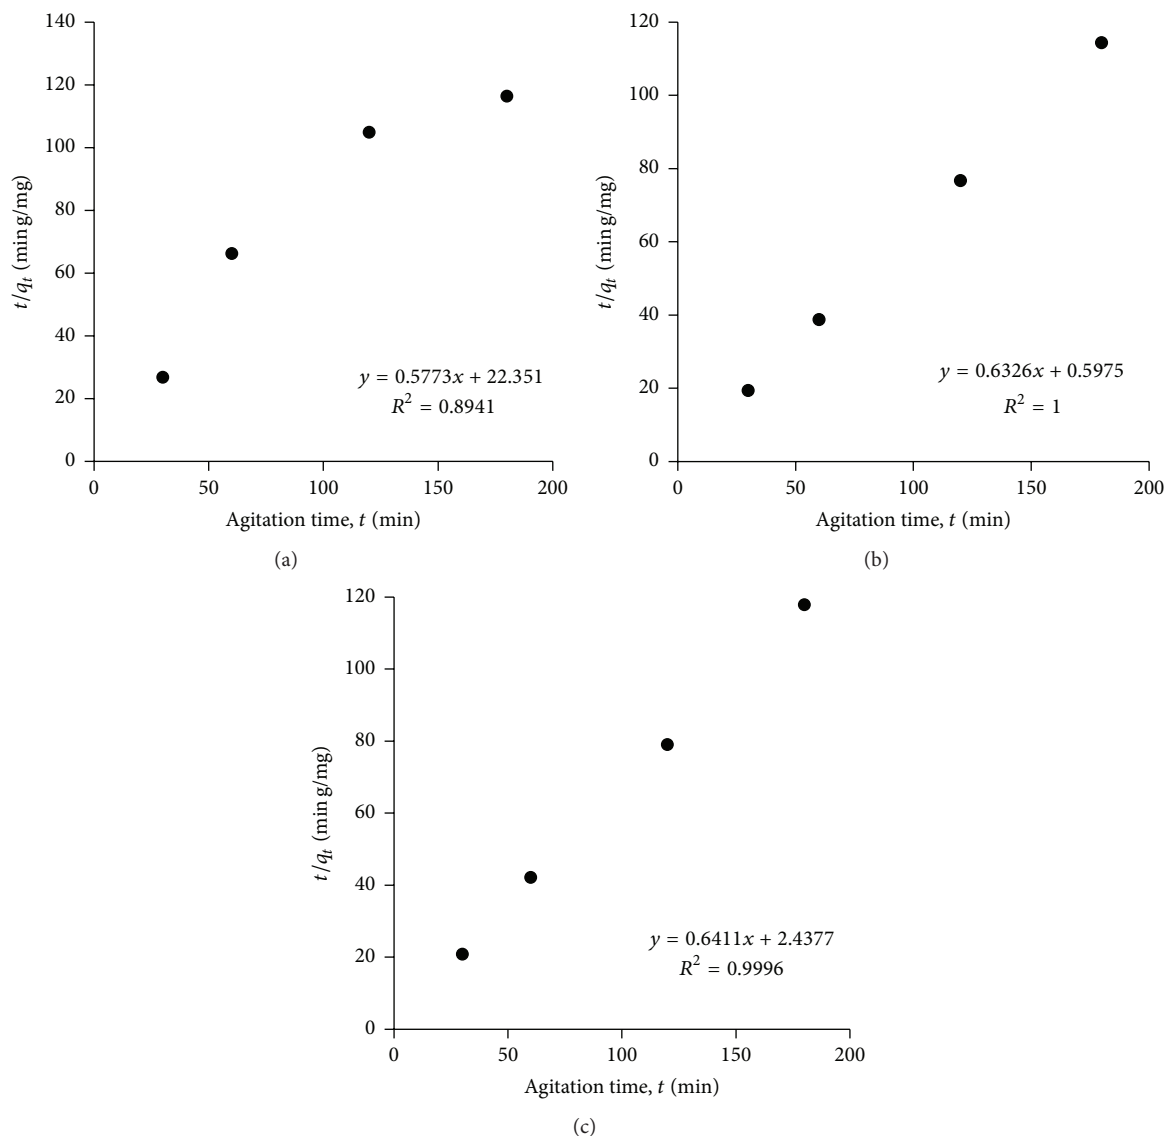 140
120
100
80
60
40
20
0
t/q_t (min g/mg)
y = 0.5773x + 22.351
R² = 0.8941
0 50 100 150 200
Agitation time, t (min)
(a)
120
100
80
60
40
20
0
t/q_t (min g/mg)
y = 0.6326x + 0.5975
R² = 1
0 50 100 150 200
Agitation time, t (min)
(b)
120
100
80
60
40
20
0
t/q_t (min g/mg)
y = 0.6411x + 2.4377
R² = 0.9996
0 50 100 150 200
Agitation time, t (min)
(c)